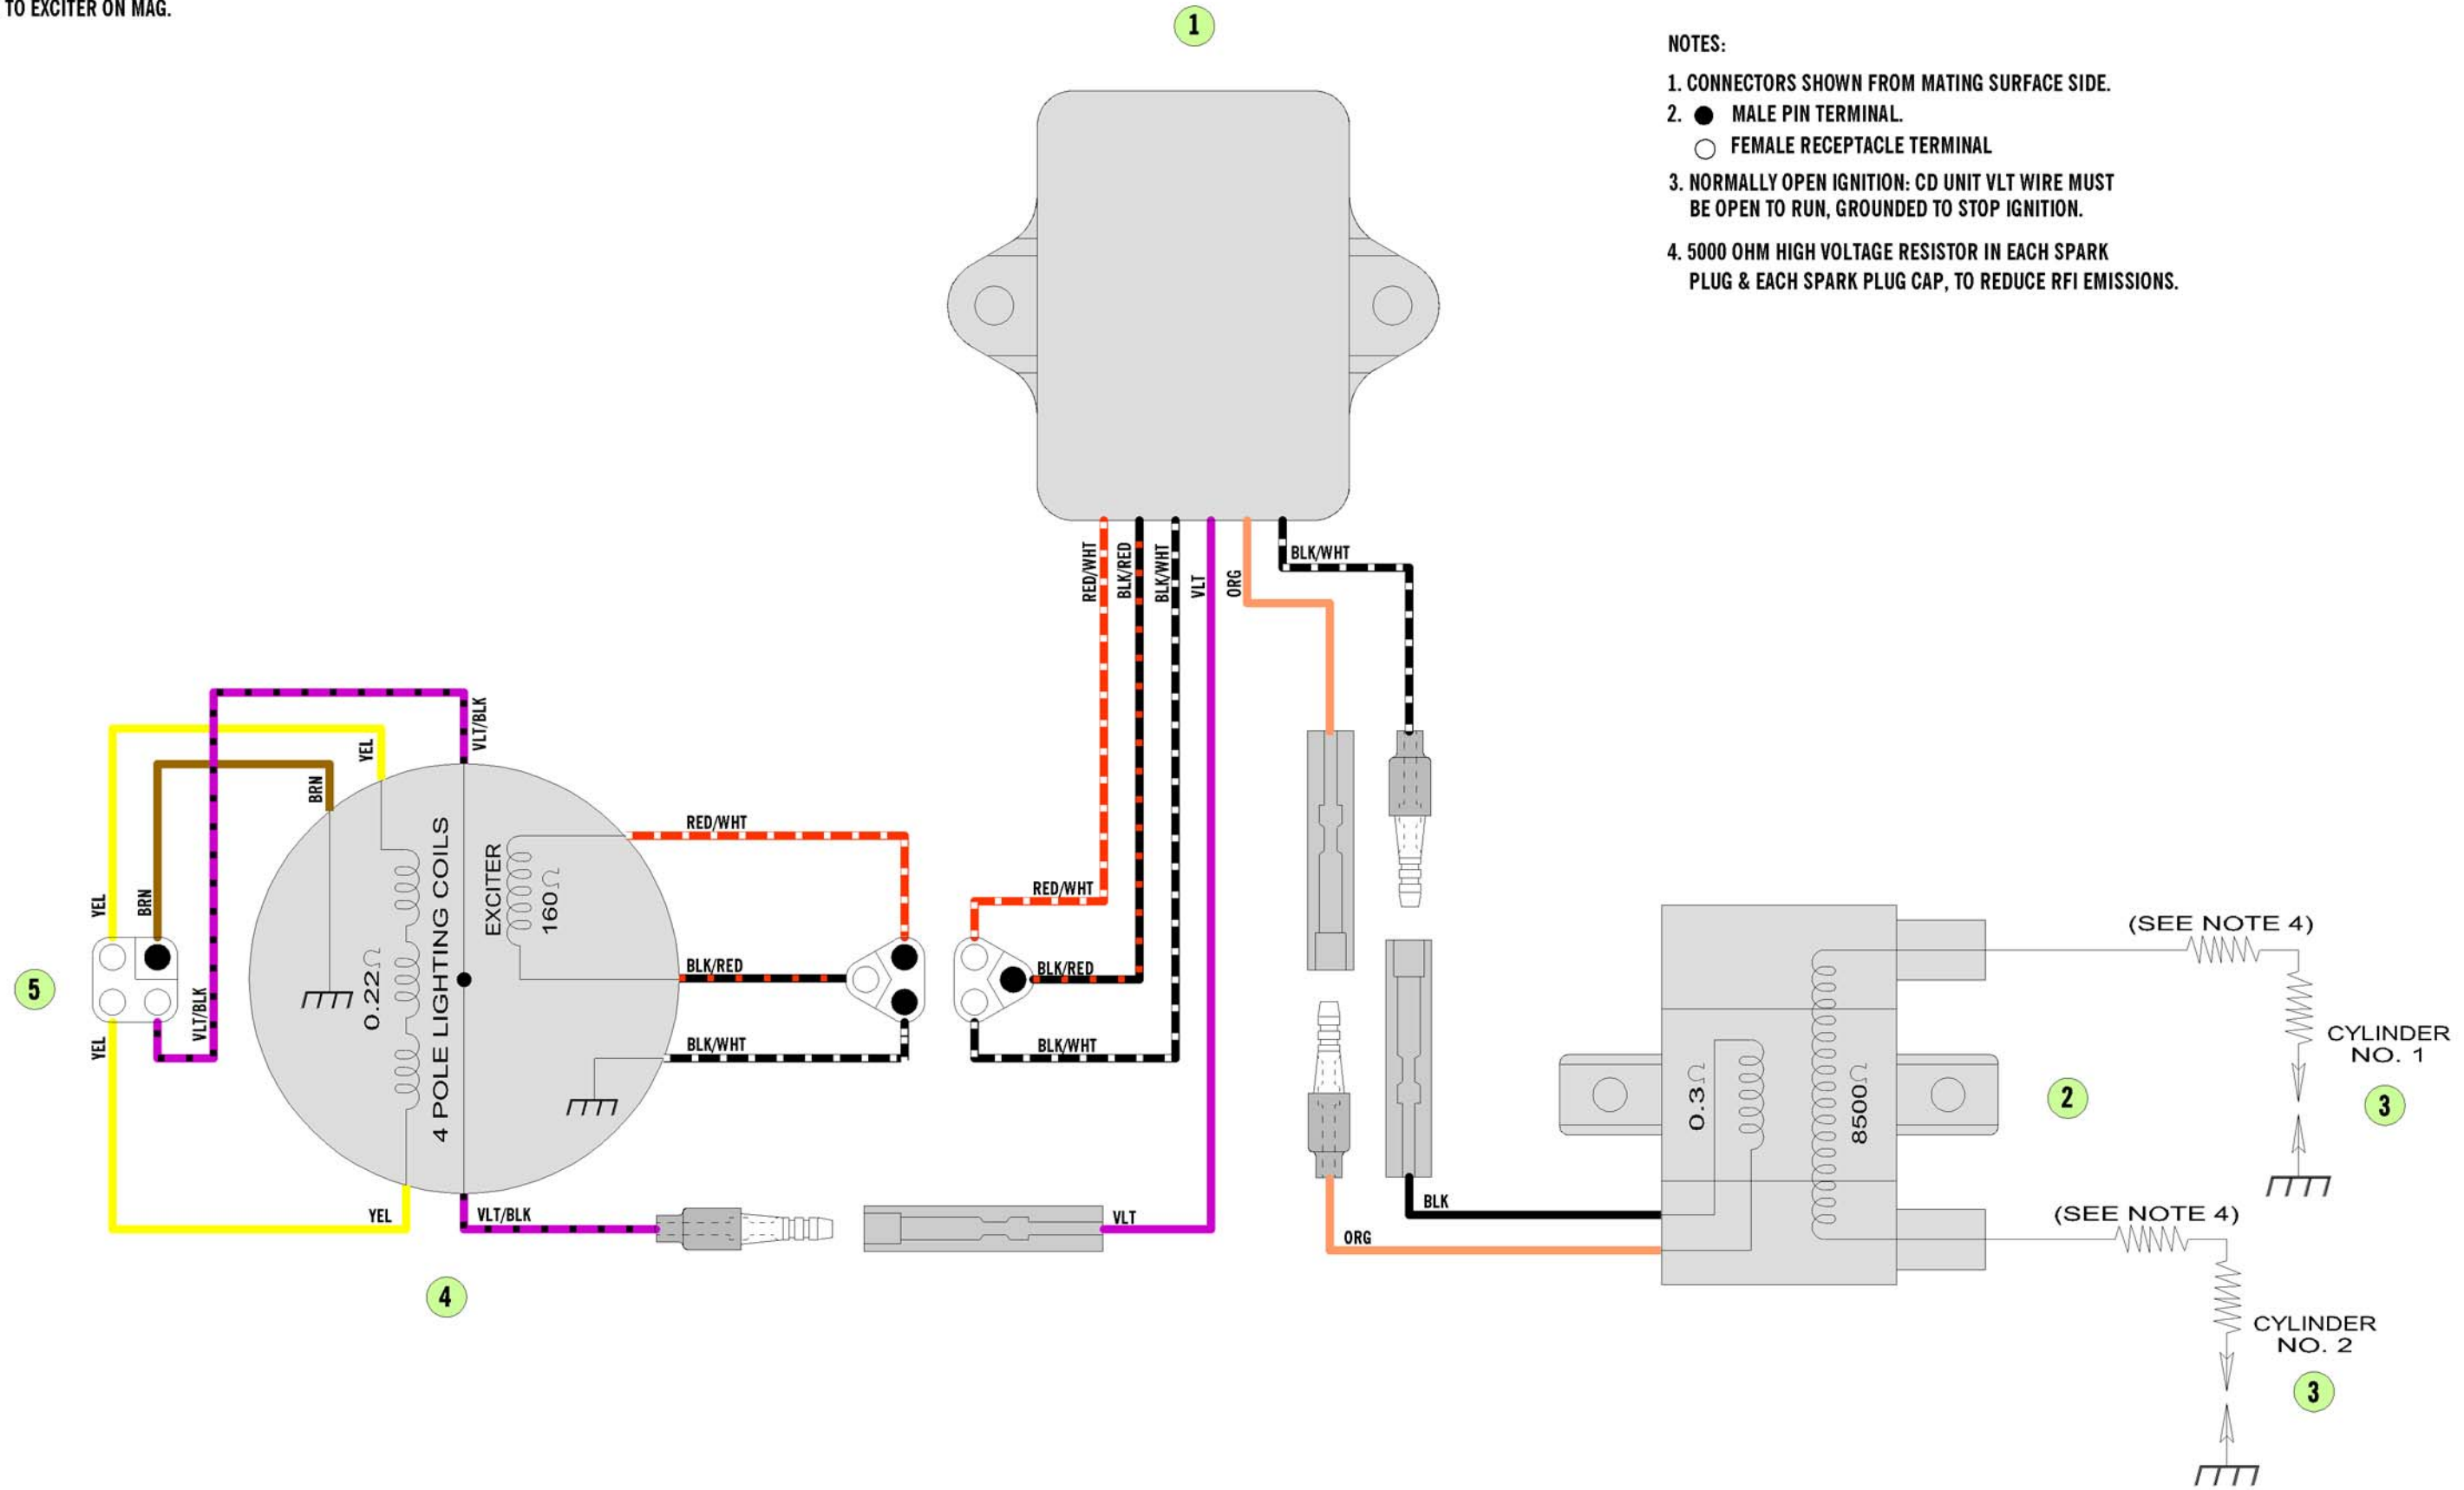 TO EXCITER ON MAG.
1
NOTES:
1. CONNECTORS SHOWN FROM MATING SURFACE SIDE.
2. MALE PIN TERMINAL.
FEMALE RECEPTACLE TERMINAL
3. NORMALLY OPEN IGNITION: CD UNIT VLT WIRE MUST
BE OPEN TO RUN, GROUNDED TO STOP IGNITION.
4. 5000 OHM HIGH VOLTAGE RESISTOR IN EACH SPARK
PLUG & EACH SPARK PLUG CAP, TO REDUCE RFI EMISSIONS.
RED/WHT
BLK/RED
BLK/WHT
VLT
ORG
BLK/WHT
VLT/BLK
YEL
BRN
YEL
BRN
VLT/BLK
YEL
5
0.22Ω
4 POLE LIGHTING COILS
EXCITER
160Ω
RED/WHT
BLK/RED
BLK/WHT
RED/WHT
BLK/RED
BLK/WHT
YEL
VLT/BLK
VLT
4
BLK
ORG
0.3Ω
8500Ω
2
(SEE NOTE 4)
CYLINDER
NO. 1
3
(SEE NOTE 4)
CYLINDER
NO. 2
3